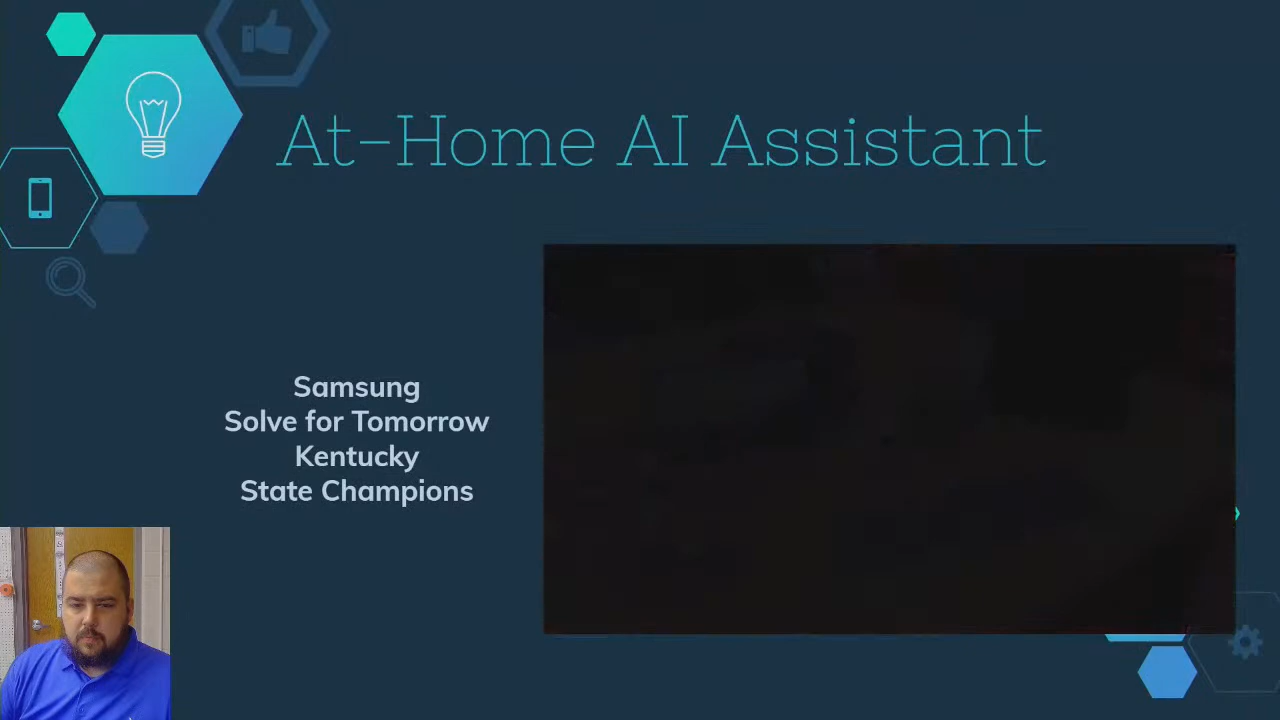 At-Home AI Assistant
Samsung
Solve for Tomorrow
Kentucky
State Champions